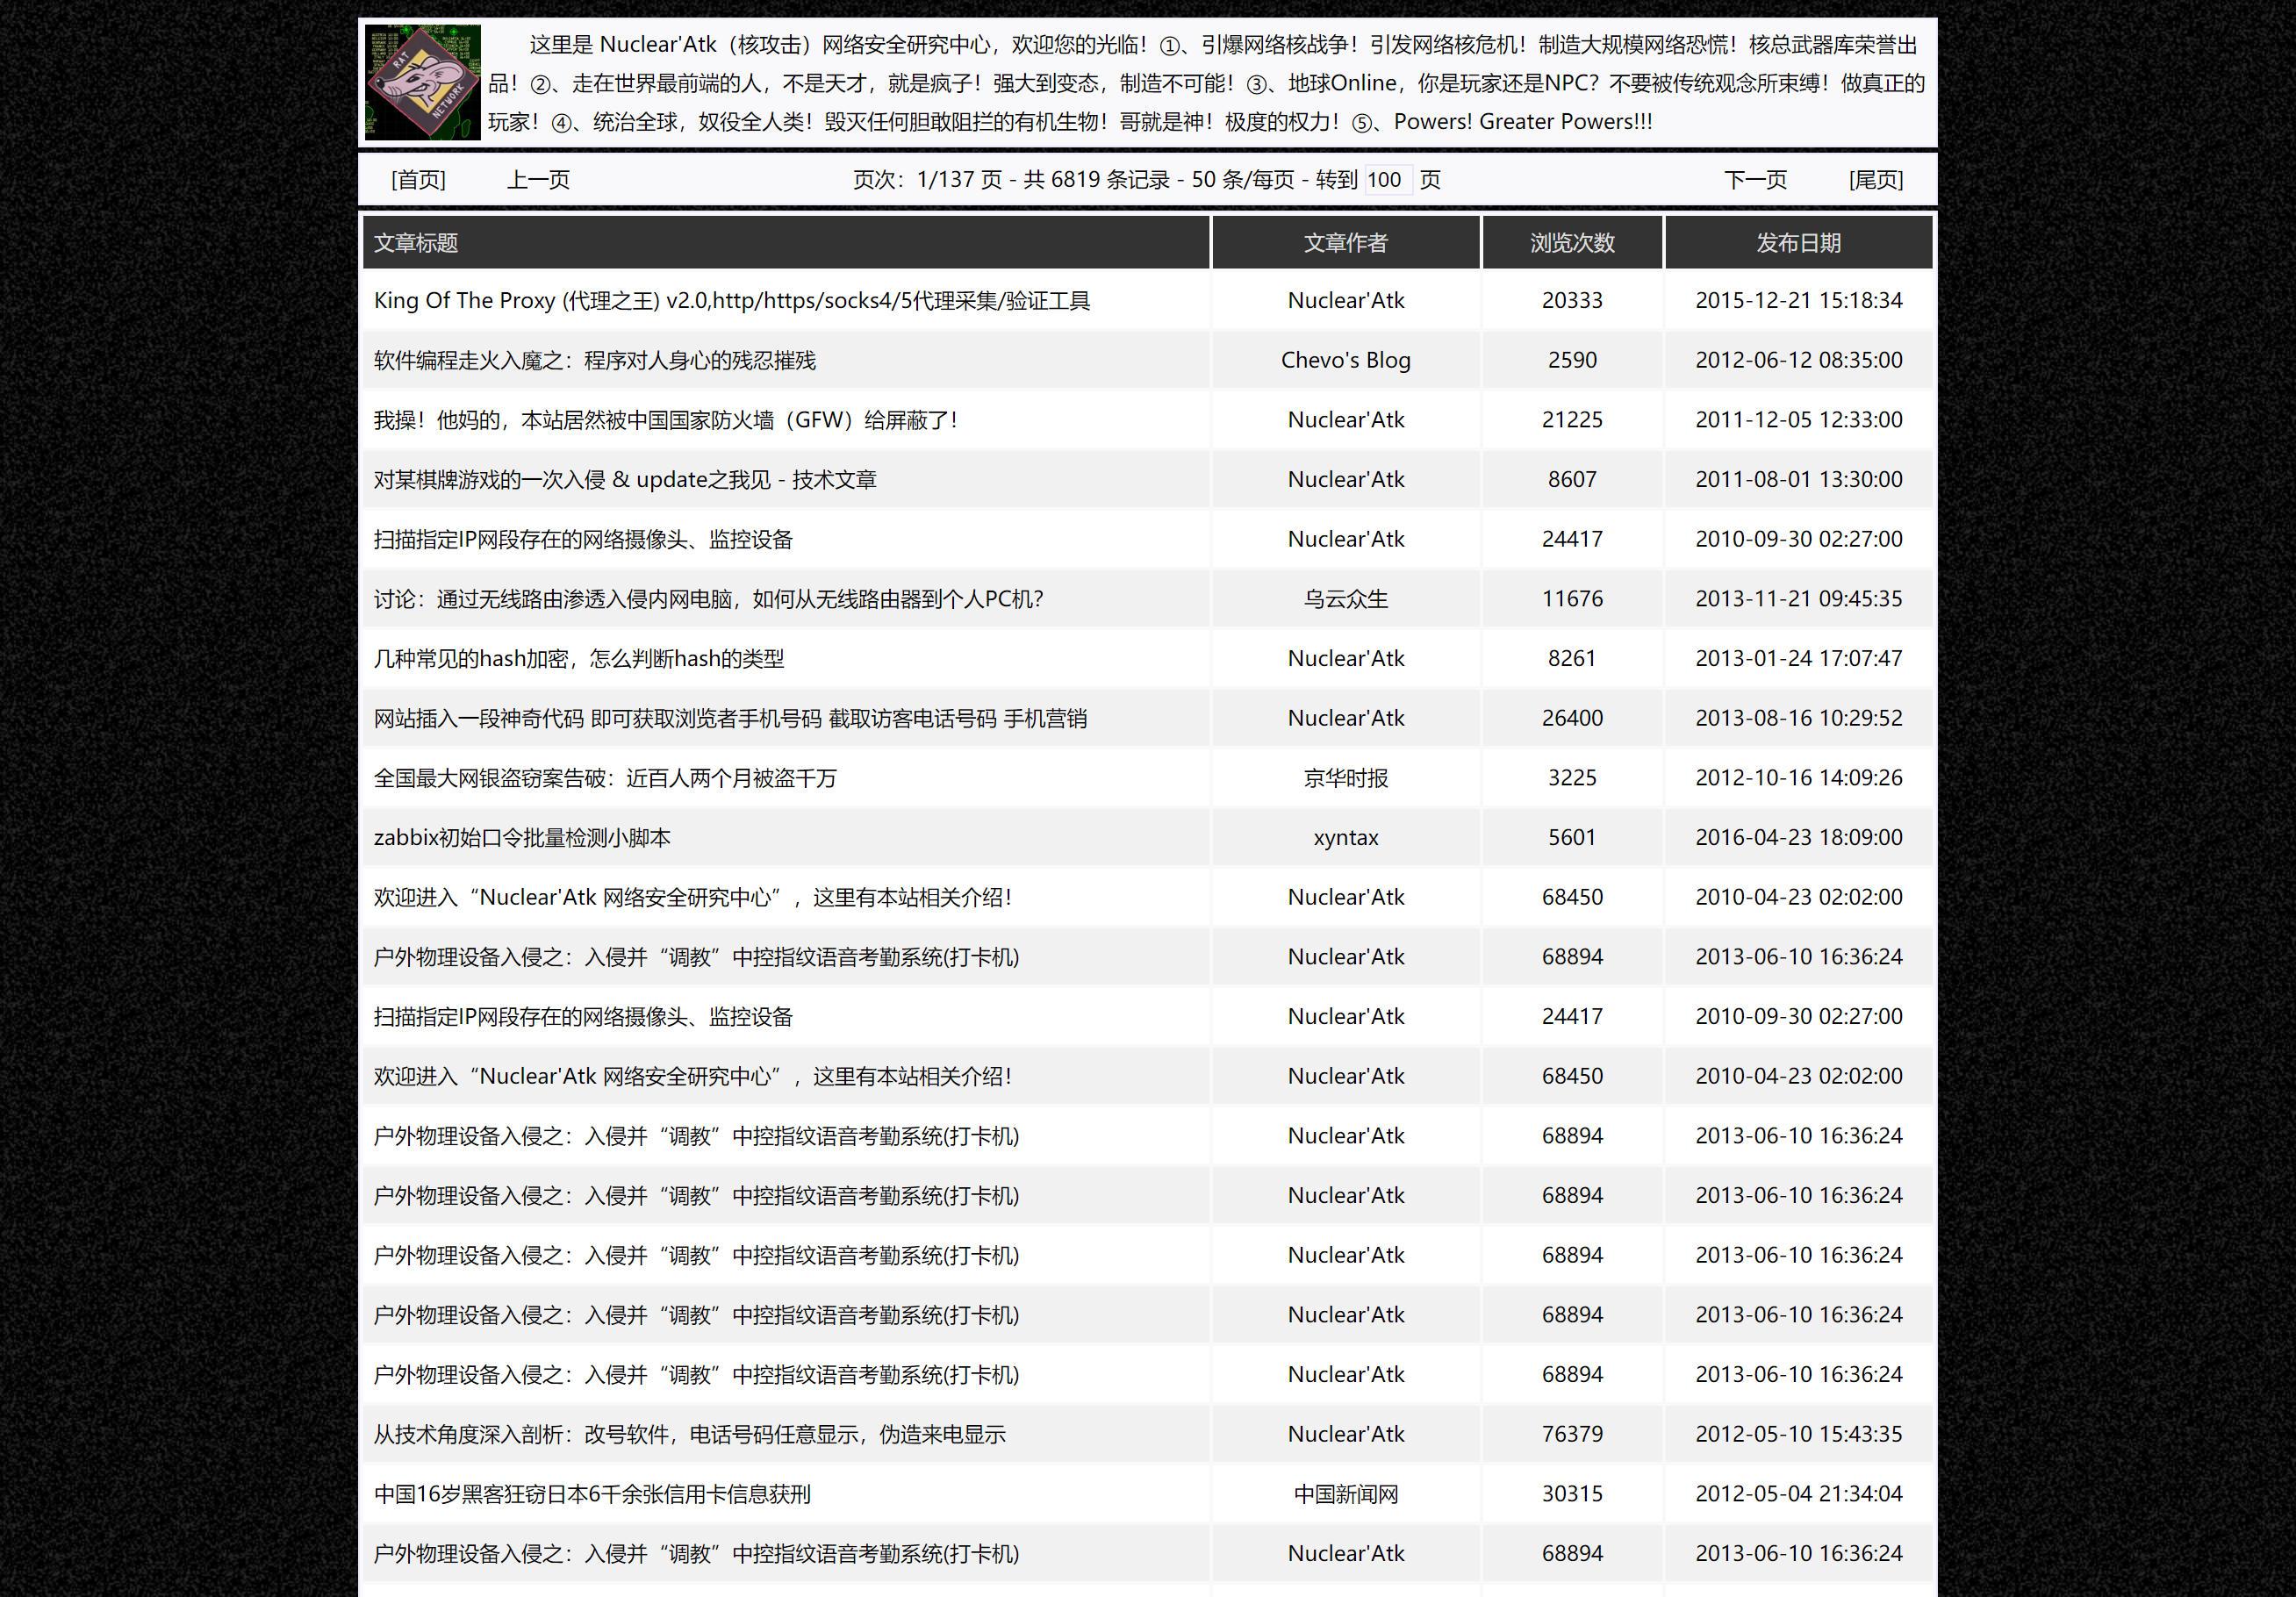 RAT
NETWORK
这里是 Nuclear'Atk（核攻击）网络安全研究中心，欢迎您的光临！①、引爆网络核战争！引发网络核危机！制造大规模网络恐慌！核总武器库荣誉出
品！②、走在世界最前端的人，不是天才，就是疯子！强大到变态，制造不可能！③、地球Online，你是玩家还是NPC？不要被传统观念所束缚！做真正的
玩家！④、统治全球，奴役全人类！毁灭任何胆敢阻拦的有机生物！哥就是神！极度的权力！⑤、Powers! Greater Powers!!!
[首页] 上一页 页次：1/137 页 - 共 6819 条记录 - 50 条/每页 - 转到 100 页 下一页 [尾页]
文章标题 文章作者 浏览次数 发布日期
King Of The Proxy (代理之王) v2.0,http/https/socks4/5代理采集/验证工具 Nuclear'Atk 20333 2015-12-21 15:18:34
软件编程走火入魔之：程序对人身心的残忍摧残 Chevo's Blog 2590 2012-06-12 08:35:00
我操！他妈的，本站居然被中国国家防火墙（GFW）给屏蔽了！ Nuclear'Atk 21225 2011-12-05 12:33:00
对某棋牌游戏的一次入侵 & update之我见 - 技术文章 Nuclear'Atk 8607 2011-08-01 13:30:00
扫描指定IP网段存在的网络摄像头、监控设备 Nuclear'Atk 24417 2010-09-30 02:27:00
讨论：通过无线路由渗透入侵内网电脑，如何从无线路由器到个人PC机？ 乌云众生 11676 2013-11-21 09:45:35
几种常见的hash加密，怎么判断hash的类型 Nuclear'Atk 8261 2013-01-24 17:07:47
网站插入一段神奇代码 即可获取浏览者手机号码 截取访客电话号码 手机营销 Nuclear'Atk 26400 2013-08-16 10:29:52
全国最大网银盗窃案告破：近百人两个月被盗千万 京华时报 3225 2012-10-16 14:09:26
zabbix初始口令批量检测小脚本 xyntax 5601 2016-04-23 18:09:00
欢迎进入“Nuclear'Atk 网络安全研究中心”，这里有本站相关介绍！ Nuclear'Atk 68450 2010-04-23 02:02:00
户外物理设备入侵之：入侵并“调教”中控指纹语音考勤系统(打卡机) Nuclear'Atk 68894 2013-06-10 16:36:24
扫描指定IP网段存在的网络摄像头、监控设备 Nuclear'Atk 24417 2010-09-30 02:27:00
欢迎进入“Nuclear'Atk 网络安全研究中心”，这里有本站相关介绍！ Nuclear'Atk 68450 2010-04-23 02:02:00
户外物理设备入侵之：入侵并“调教”中控指纹语音考勤系统(打卡机) Nuclear'Atk 68894 2013-06-10 16:36:24
户外物理设备入侵之：入侵并“调教”中控指纹语音考勤系统(打卡机) Nuclear'Atk 68894 2013-06-10 16:36:24
户外物理设备入侵之：入侵并“调教”中控指纹语音考勤系统(打卡机) Nuclear'Atk 68894 2013-06-10 16:36:24
户外物理设备入侵之：入侵并“调教”中控指纹语音考勤系统(打卡机) Nuclear'Atk 68894 2013-06-10 16:36:24
户外物理设备入侵之：入侵并“调教”中控指纹语音考勤系统(打卡机) Nuclear'Atk 68894 2013-06-10 16:36:24
从技术角度深入剖析：改号软件，电话号码任意显示，伪造来电显示 Nuclear'Atk 76379 2012-05-10 15:43:35
中国16岁黑客狂窃日本6千余张信用卡信息获刑 中国新闻网 30315 2012-05-04 21:34:04
户外物理设备入侵之：入侵并“调教”中控指纹语音考勤系统(打卡机) Nuclear'Atk 68894 2013-06-10 16:36:24